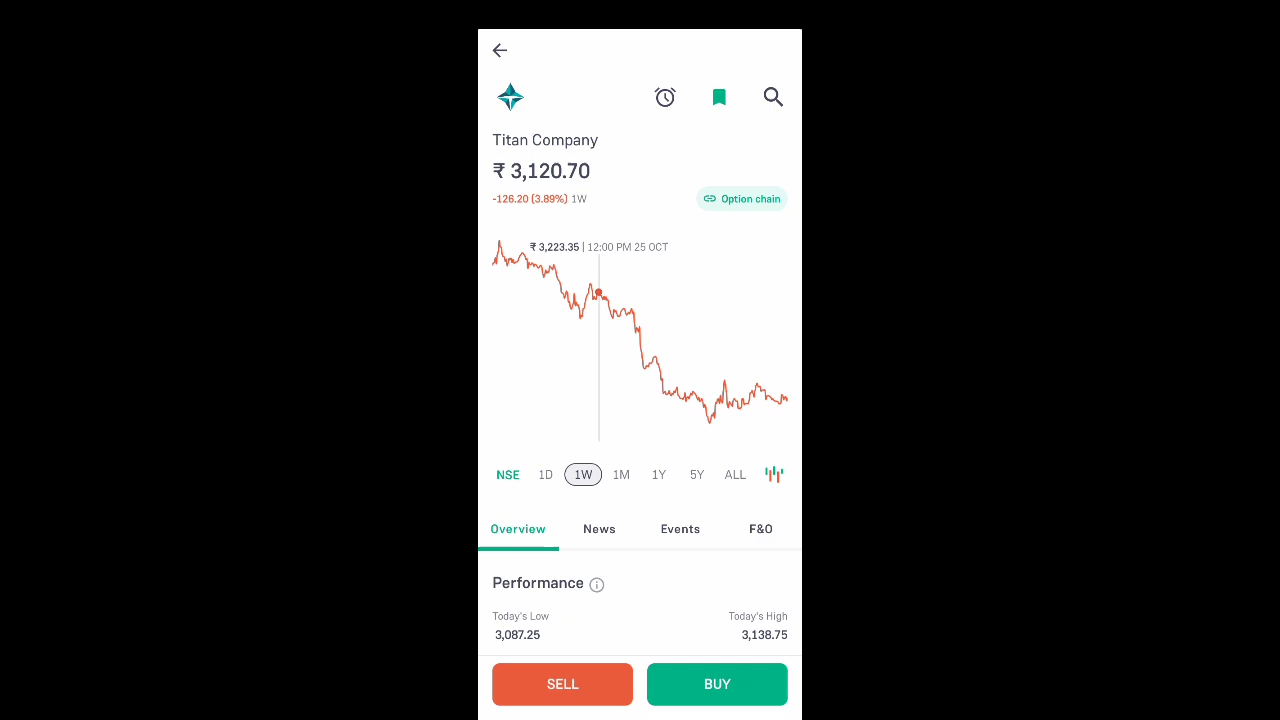 Titan Company
₹ 3,120.70
-126.20 (3.89%) 1W
Option chain
₹ 3,223.35 | 12:00 PM 25 OCT
NSE 1D 1W 1M 1Y 5Y ALL
Overview News Events F&O
Performance
Today's Low Today's High
3,087.25 3,138.75
SELL BUY